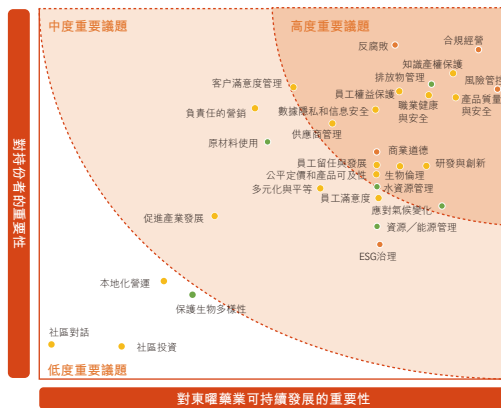 中度重要議題
高度重要議題
反腐敗
合規經營
知識產權保護
排放物管理
風險管控
客户滿意度管理
員工權益保護
職業健康
與安全
產品質量
與安全
負責任的營銷
數據隱私和信息安全
供應商管理
原材料使用
商業道德
員工留任與發展
研發與創新
公平定價和產品可及性
生物倫理
多元化與平等
水資源管理
員工滿意度
應對氣候變化
促進產業發展
資源／能源管理
ESG治理
本地化營運
保護生物多樣性
社區對話
社區投資
低度重要議題
對持份者的重要性
對東曜藥業可持續發展的重要性